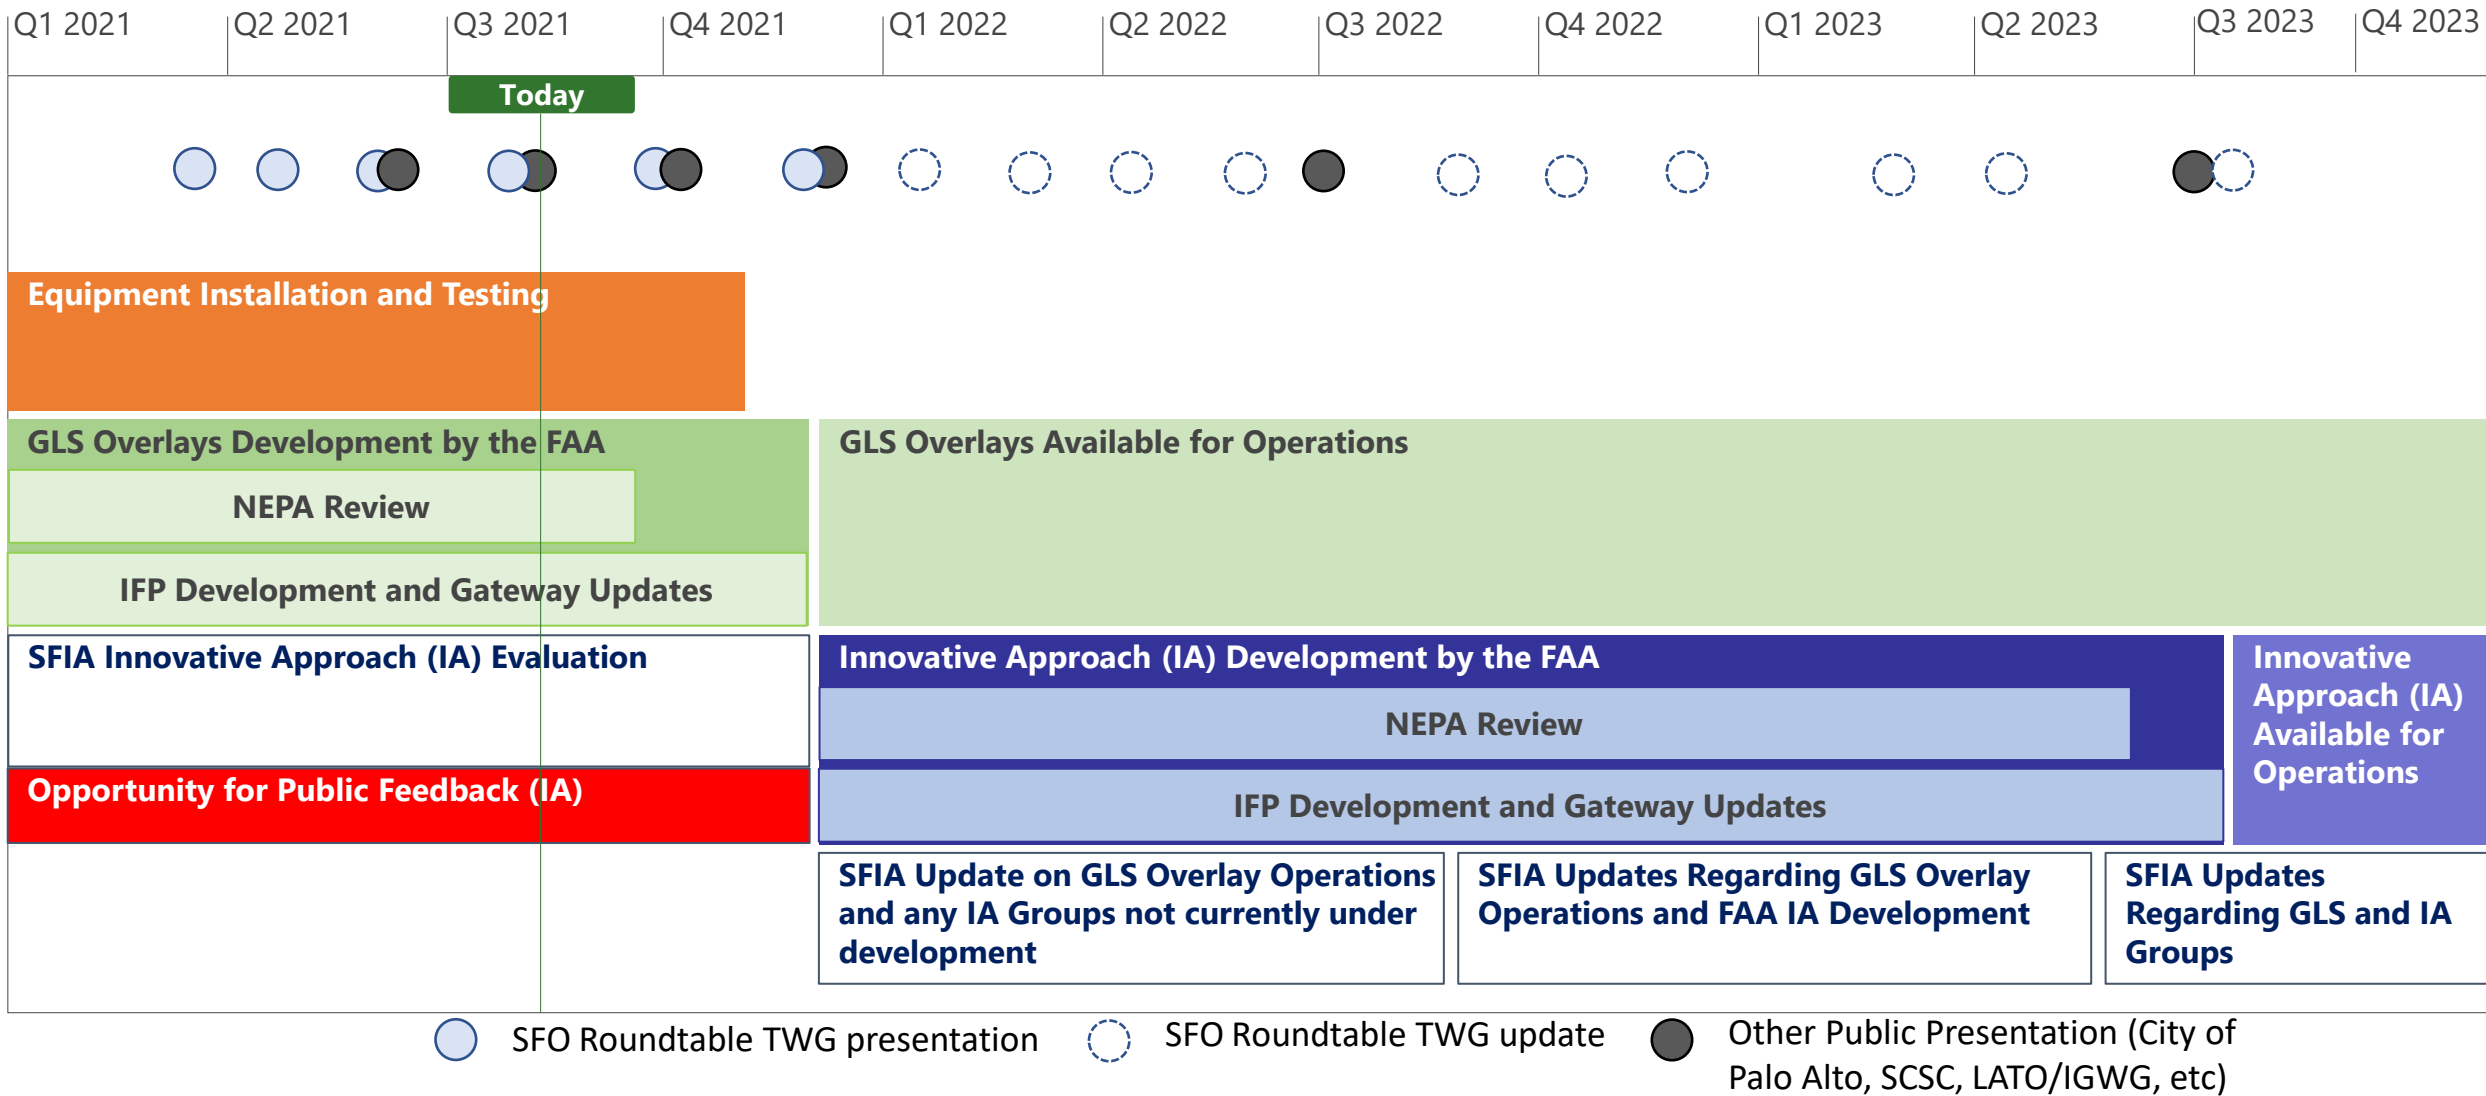 Q1 2021
Q2 2021
Q3 2021
Q4 2021
Q1 2022
Q2 2022
Q3 2022
Q4 2022
Q1 2023
Q2 2023
Q3 2023
Q4 2023
Today
Equipment Installation and Testing
GLS Overlays Development by the FAA
NEPA Review
IFP Development and Gateway Updates
GLS Overlays Available for Operations
SFIA Innovative Approach (IA) Evaluation
Opportunity for Public Feedback (IA)
Innovative Approach (IA) Development by the FAA
NEPA Review
IFP Development and Gateway Updates
Innovative
Approach (IA)
Available for
Operations
SFIA Update on GLS Overlay Operations
and any IA Groups not currently under
development
SFIA Updates Regarding GLS Overlay
Operations and FAA IA Development
SFIA Updates
Regarding GLS and IA
Groups
SFO Roundtable TWG presentation
SFO Roundtable TWG update
Other Public Presentation (City of
Palo Alto, SCSC, LATO/IGWG, etc)